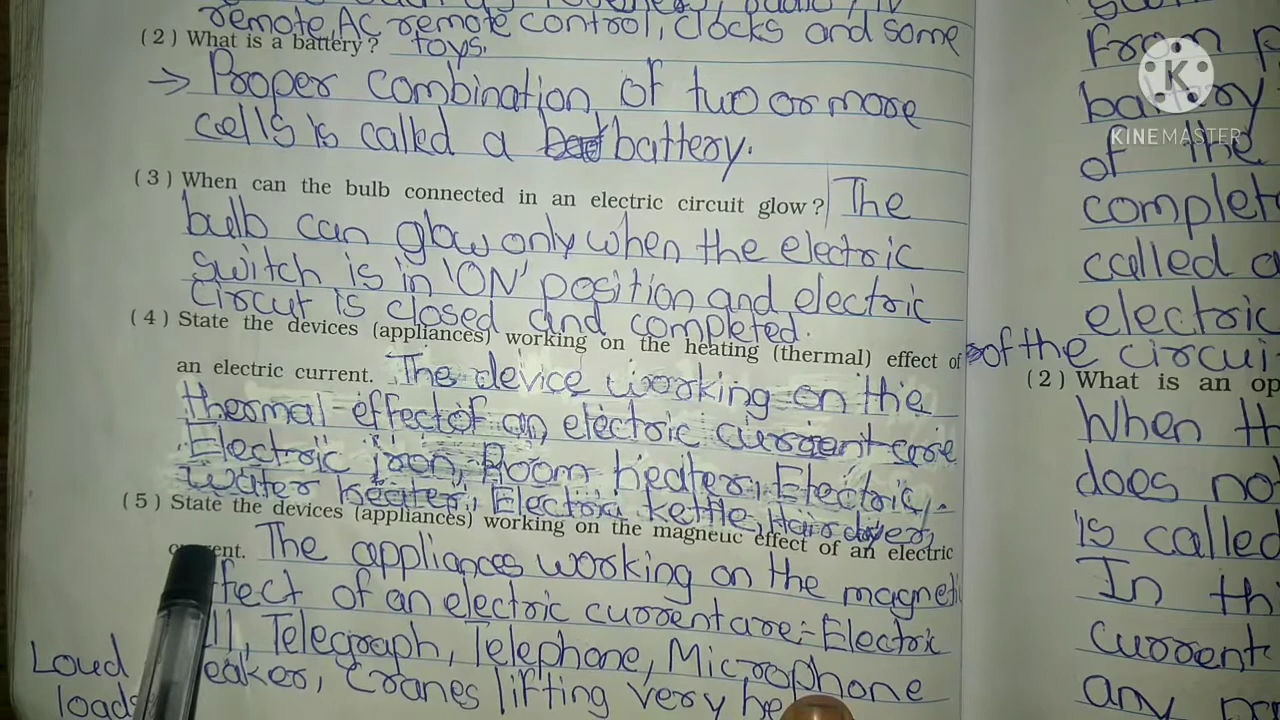 remote, AC remote control, clocks and some
(2) What is a battery? toys.
→ Proper combination of two or more
cells is called a battery.
(3) When can the bulb connected in an electric circuit glow? The
bulb can glow only when the electric
switch is in 'ON' position and electric
circut is closed and completed.
(4) State the devices (appliances) working on the heating (thermal) effect of
an electric current. The device working on the
thermal effect of an electric current are
Electric iron, Room heater, Electric
water heater, Electric kettle, Hair dryer,
(5) State the devices (appliances) working on the magnetic effect of an electric
The appliances working on the magneti
ffect of an electric current are:- Electric
ll, Telegraph, Telephone, Microphone
Loud eaker, Cranes lifting very he
loads
From
battery
of the
complet
called a
electric
of the circui
(2) What is an op
When th
does no
is called
In th
current
any
KINEMASTER